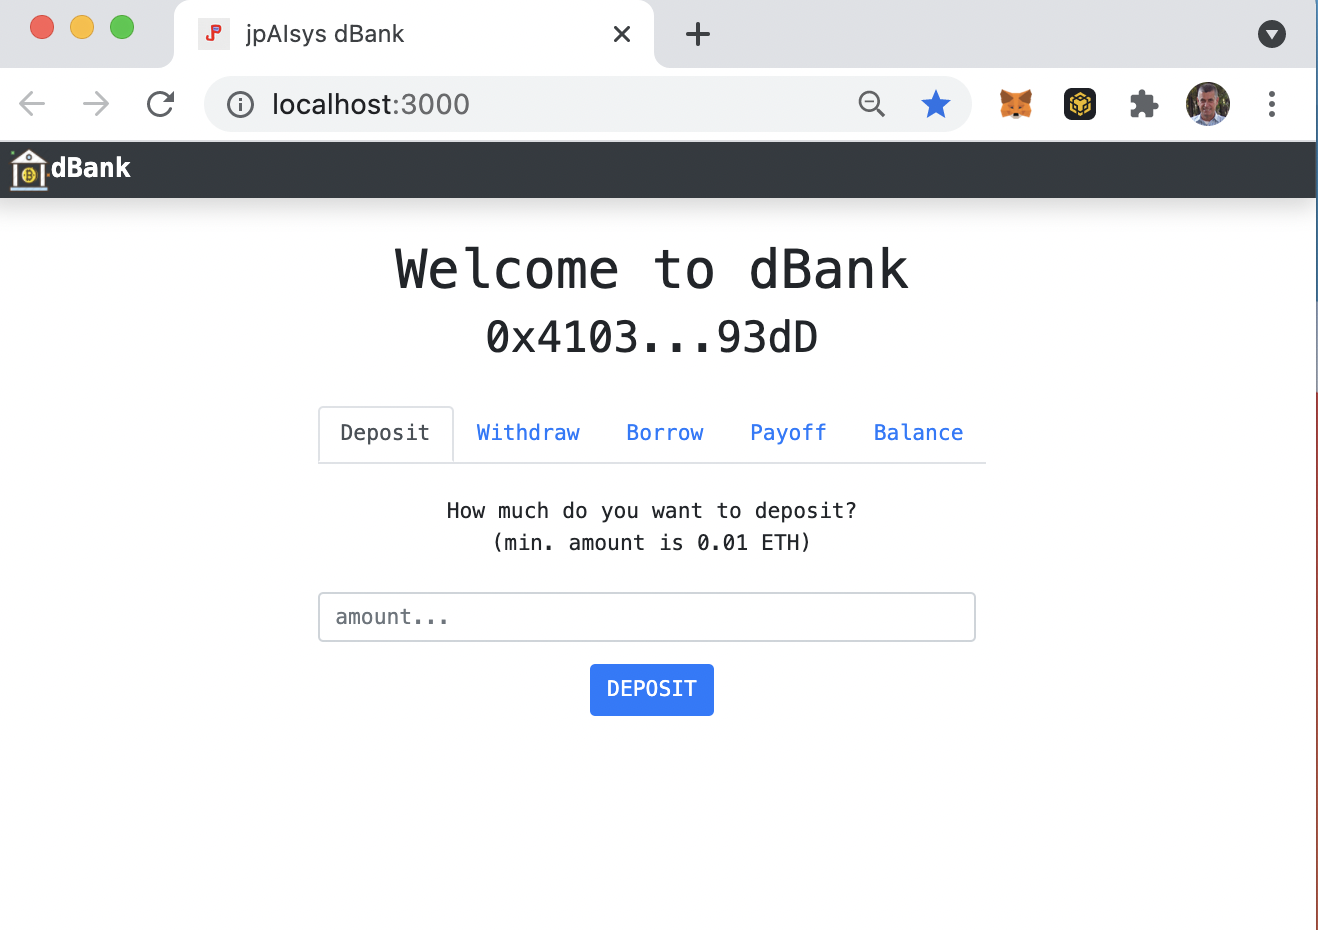 jpAIsys dBank
localhost:3000
dBank
Welcome to dBank
0x4103...93dD
Deposit Withdraw Borrow Payoff Balance
How much do you want to deposit?
(min. amount is 0.01 ETH)
amount...
DEPOSIT